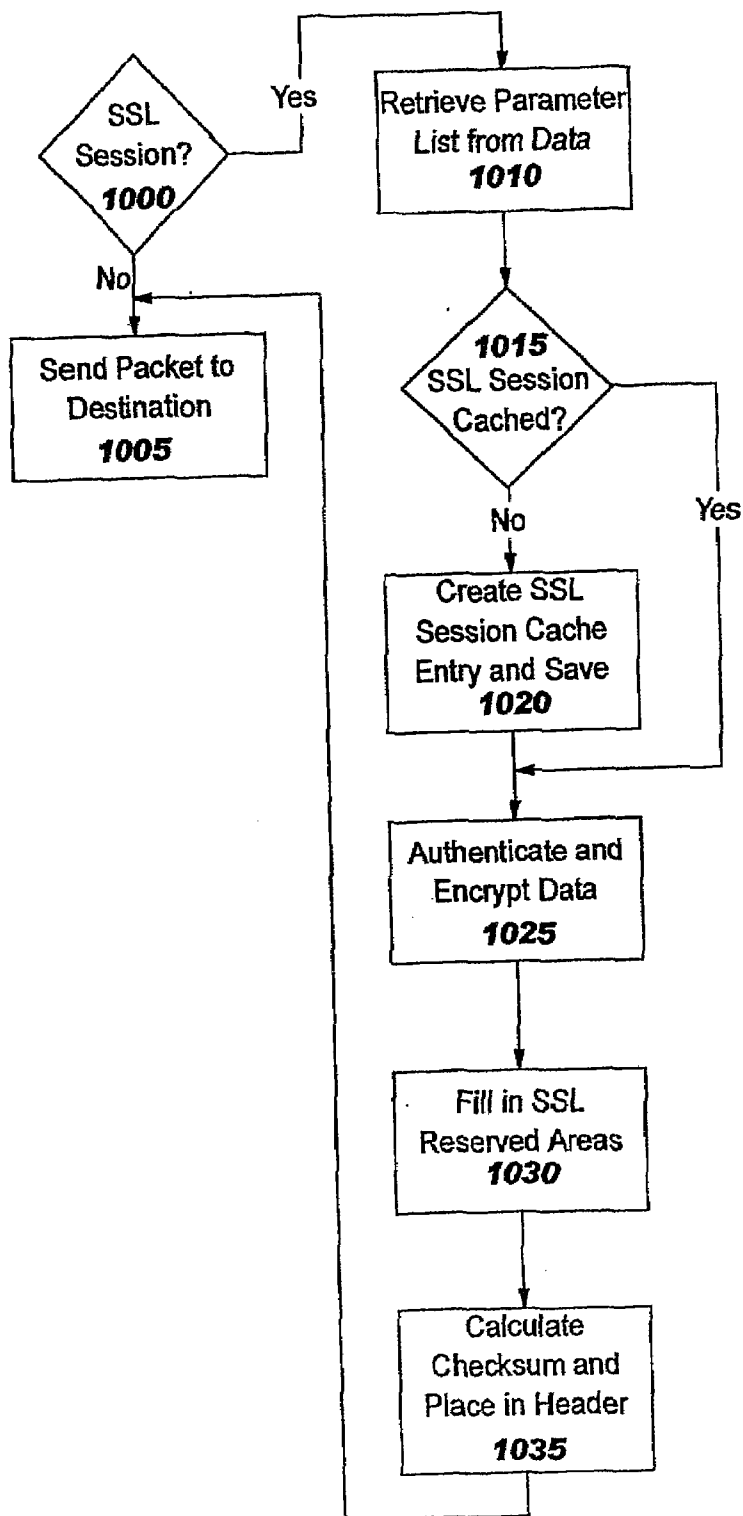 SSL
Session?
1000
Yes
No
Retrieve Parameter
List from Data
1010
Send Packet to
Destination
1005
1015
SSL Session
Cached?
No
Yes
Create SSL
Session Cache
Entry and Save
1020
Authenticate and
Encrypt Data
1025
Fill in SSL
Reserved Areas
1030
Calculate
Checksum and
Place in Header
1035